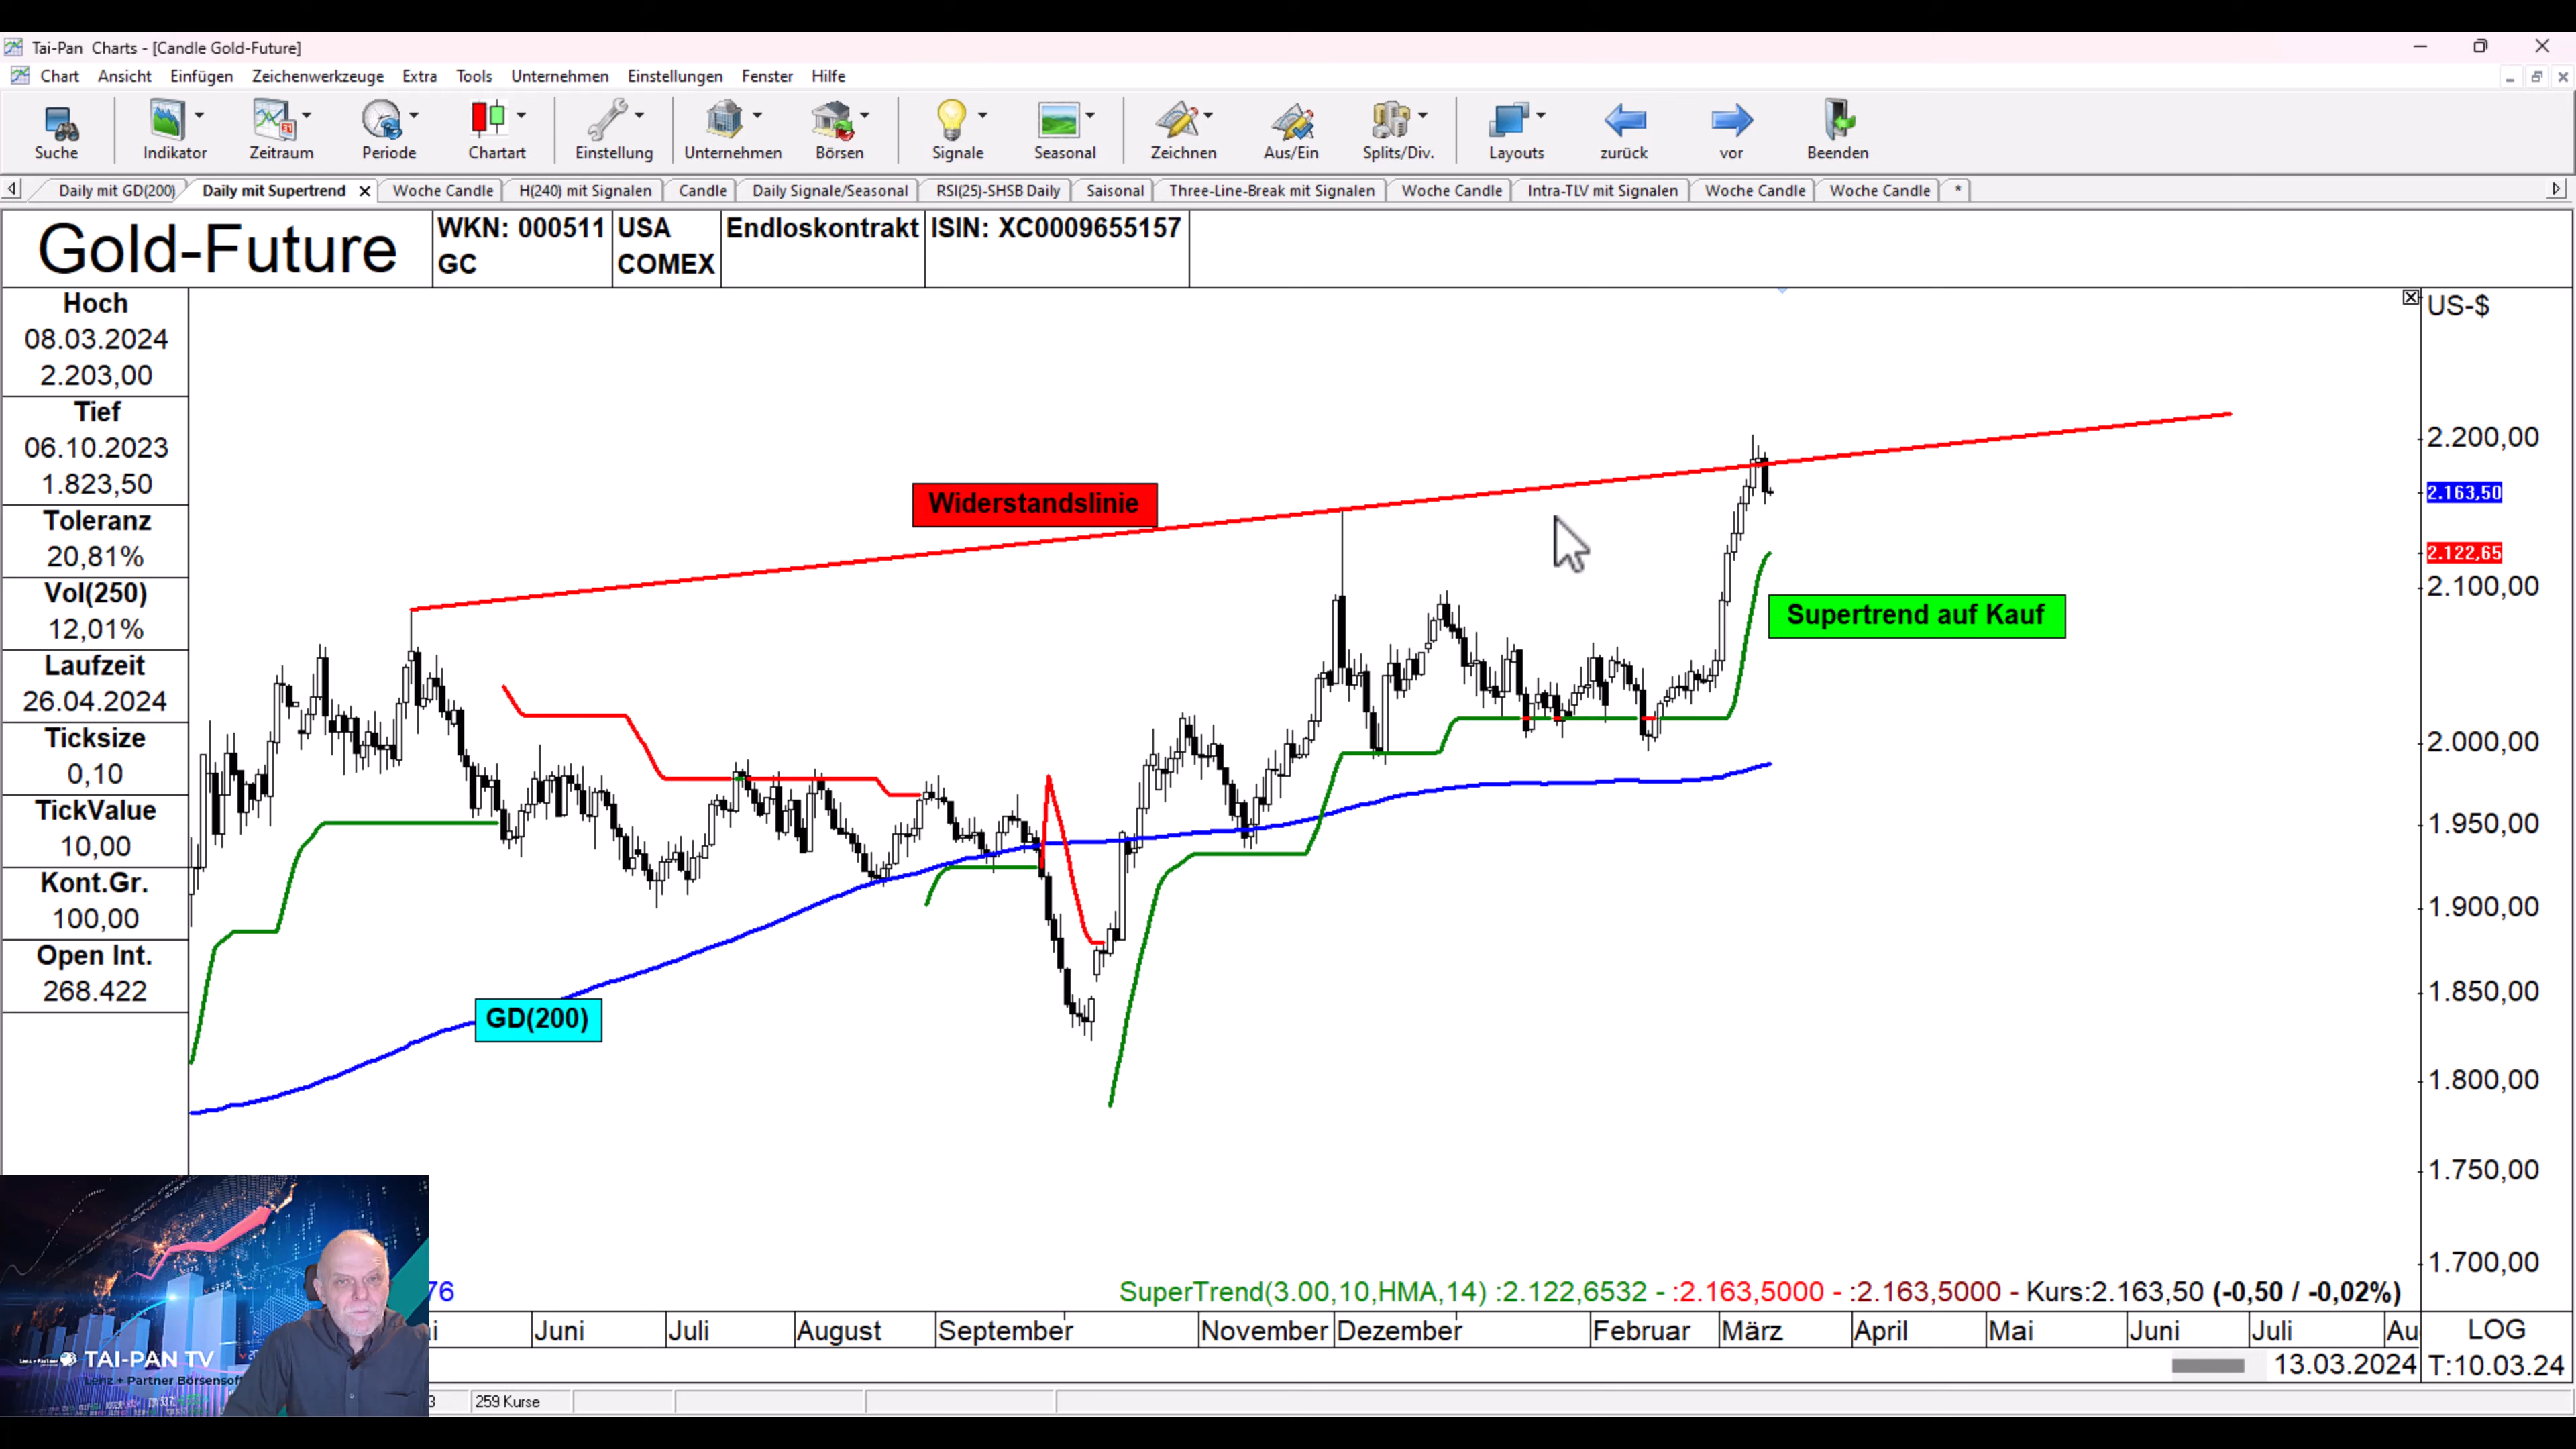 Tai-Pan Charts - [Candle Gold-Future]
Chart Ansicht Einfügen Zeichenwerkzeuge Extra Tools Unternehmen Einstellungen Fenster Hilfe
Suche Indikator Zeitraum Periode Chartart Einstellung Unternehmen Börsen Signale Seasonal Zeichnen Aus/Ein Splits/Div. Layouts zurück vor Beenden
Daily mit GD(200) Daily mit Supertrend Woche Candle H(240) mit Signalen Candle Daily Signale/Seasonal RSI(25)-SHSB Daily Saisonal Three-Line-Break mit Signalen Woche Candle Intra-TLV mit Signalen Woche Candle Woche Candle *
Gold-Future
WKN: 000511 USA Endloskontrakt ISIN: XC0009655157
GC COMEX
Hoch
08.03.2024
2.203,00
Tief
06.10.2023
1.823,50
Toleranz
20,81%
Vol(250)
12,01%
Laufzeit
26.04.2024
Ticksize
0,10
TickValue
10,00
Kont.Gr.
100,00
Open Int.
268.422
US-$
2.200,00
2.163,50
2.122,65
2.100,00
2.000,00
1.950,00
1.900,00
1.850,00
1.800,00
1.750,00
1.700,00
Widerstandslinie
Supertrend auf Kauf
GD(200)
76
SuperTrend(3.00,10,HMA,14) :2.122,6532 - :2.163,5000 - :2.163,5000 - Kurs:2.163,50 (-0,50 / -0,02%)
ai Juni Juli August September November Dezember Februar März April Mai Juni Juli Au LOG
13.03.2024 T:10.03.24
TAI-PAN TV
Lenz + Partner Börsensoft
3 259 Kurse